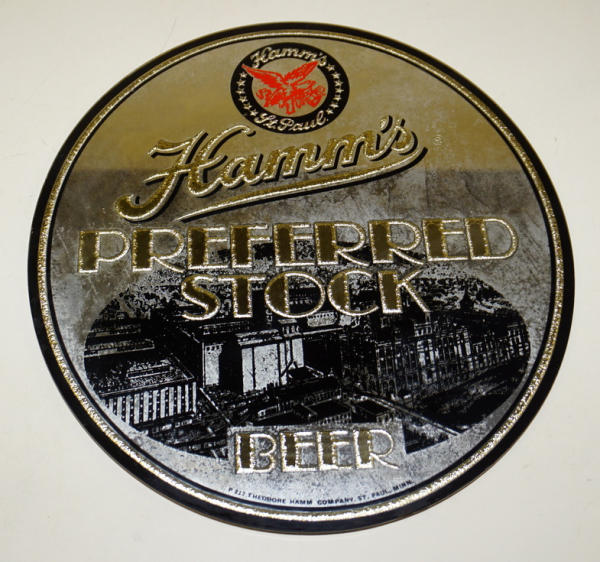 Hamm's
St. Paul
Hamm's
PREFERRED
STOCK
BEER
THEODORE HAMM COMPANY, ST. PAUL, MINN.